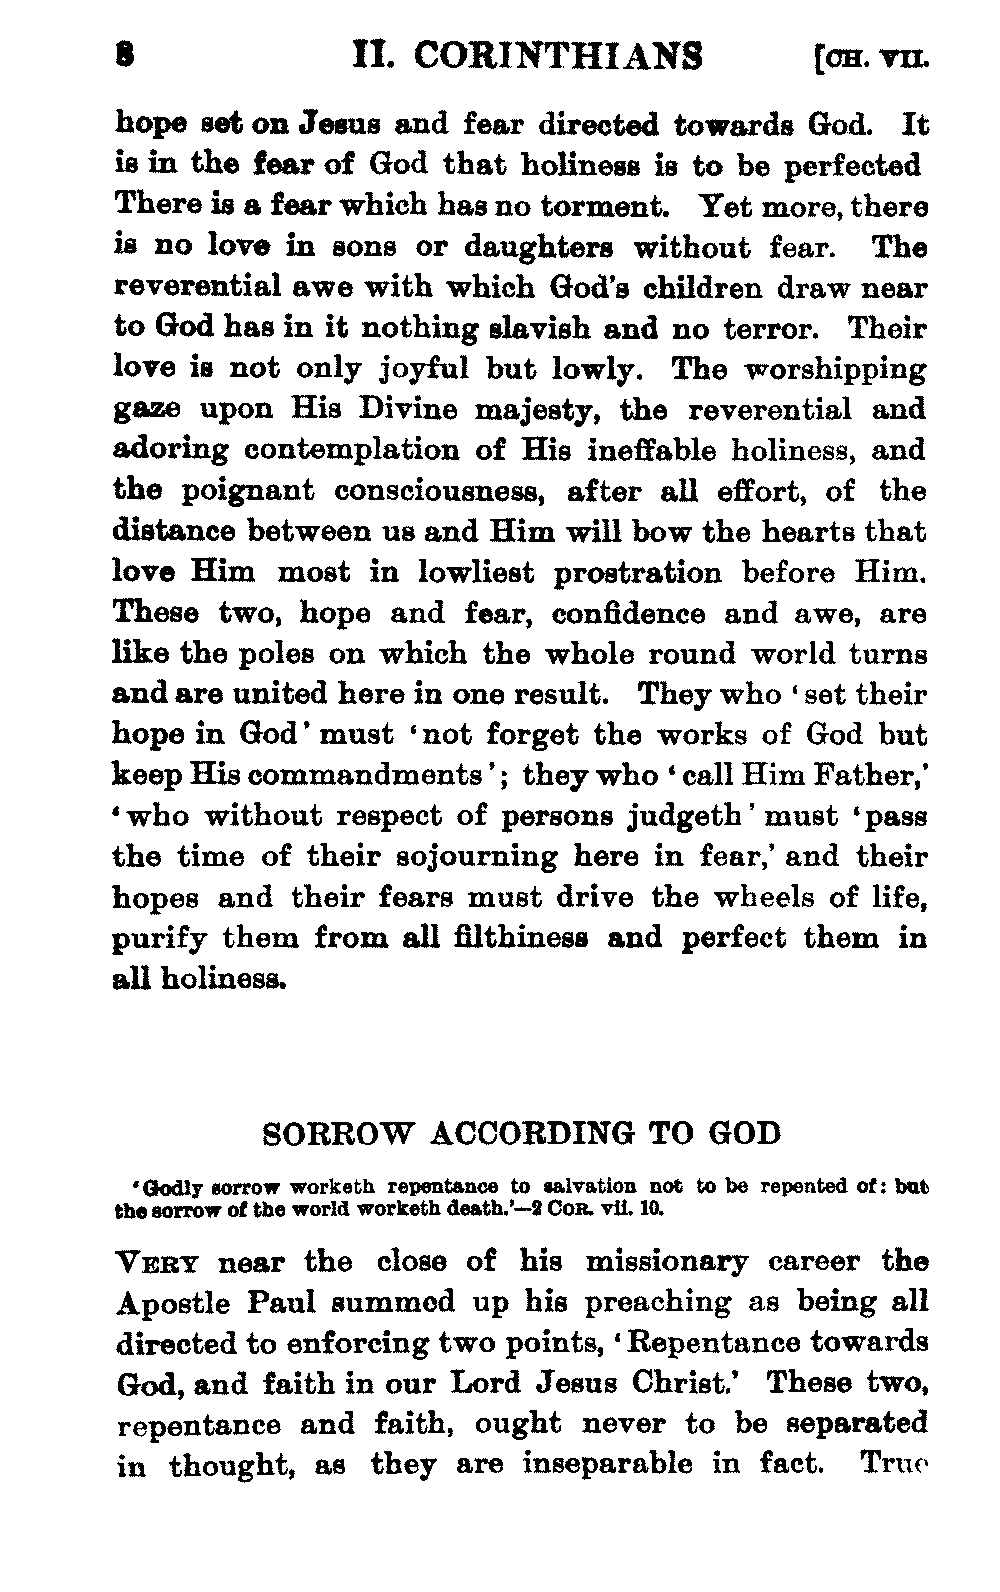 8 II. CORINTHIANS [CH. VII.
hope set on Jesus and fear directed towards God. It
is in the fear of God that holiness is to be perfected
There is a fear which has no torment. Yet more, there
is no love in sons or daughters without fear. The
reverential awe with which God's children draw near
to God has in it nothing slavish and no terror. Their
love is not only joyful but lowly. The worshipping
gaze upon His Divine majesty, the reverential and
adoring contemplation of His ineffable holiness, and
the poignant consciousness, after all effort, of the
distance between us and Him will bow the hearts that
love Him most in lowliest prostration before Him.
These two, hope and fear, confidence and awe, are
like the poles on which the whole round world turns
and are united here in one result. They who ‘set their
hope in God’ must ‘not forget the works of God but
keep His commandments’; they who ‘call Him Father,’
‘who without respect of persons judgeth’ must ‘pass
the time of their sojourning here in fear,’ and their
hopes and their fears must drive the wheels of life,
purify them from all filthiness and perfect them in
all holiness.
SORROW ACCORDING TO GOD
‘Godly sorrow worketh repentance to salvation not to be repented of: but
the sorrow of the world worketh death.’—2 COR. vii. 10.
VERY near the close of his missionary career the
Apostle Paul summed up his preaching as being all
directed to enforcing two points, ‘Repentance towards
God, and faith in our Lord Jesus Christ.’ These two,
repentance and faith, ought never to be separated
in thought, as they are inseparable in fact. True